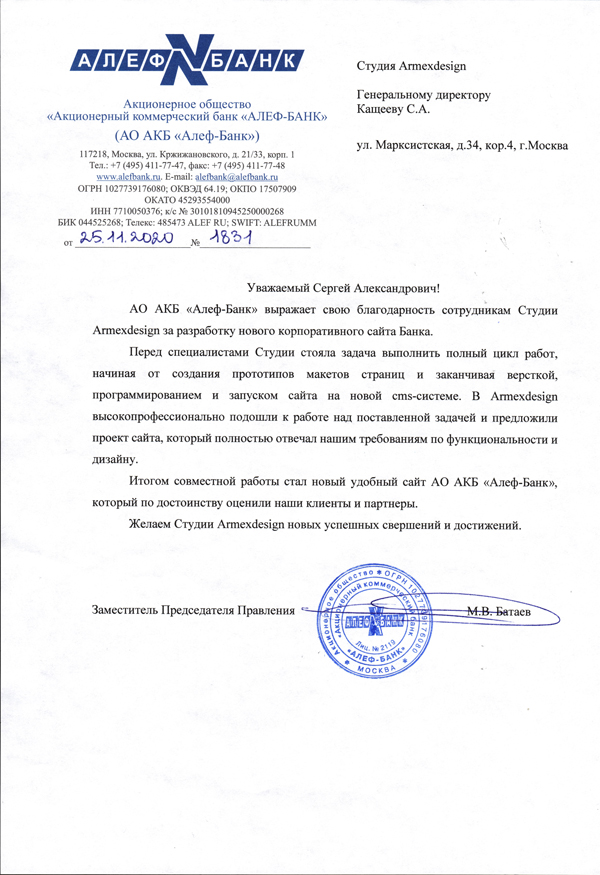 АЛЕФ БАНК
Акционерное общество
«Акционерный коммерческий банк «АЛЕФ-БАНК»
(АО АКБ «Алеф-Банк»)
117218, Москва, ул. Кржижановского, д. 21/33, корп. 1
Тел.: +7 (495) 411-77-47, факс: +7 (495) 411-77-48
www.alefbank.ru. E-mail: alefbank@alefbank.ru
ОГРН 1027739176080; ОКВЭД 64.19; ОКПО 17507909
ОКАТО 45293554000
ИНН 7710050376; к/с № 30101810945250000268
БИК 044525268; Телекс: 485473 ALEF RU; SWIFT: ALEFRUMM
от 25.11.2020 № 1831
Студия Armexdesign
Генеральному директору
Кащееву С.А.
ул. Марксистская, д.34, кор.4, г.Москва
Уважаемый Сергей Александрович!
АО АКБ «Алеф-Банк» выражает свою благодарность сотрудникам Студии
Armexdesign за разработку нового корпоративного сайта Банка.
Перед специалистами Студии стояла задача выполнить полный цикл работ,
начиная от создания прототипов макетов страниц и заканчивая версткой,
программированием и запуском сайта на новой cms-системе. В Armexdesign
высокопрофессионально подошли к работе над поставленной задачей и предложили
проект сайта, который полностью отвечал нашим требованиям по функциональности и
дизайну.
Итогом совместной работы стал новый удобный сайт АО АКБ «Алеф-Банк»,
который по достоинству оценили наши клиенты и партнеры.
Желаем Студии Armexdesign новых успешных свершений и достижений.
Заместитель Председателя Правления
М.В. Батаев
Акционерное общество ОГРН 1027739176080
МОСКВА
«Акционерный коммерческий банк
«АЛЕФ-БАНК»
АЛЕФ БАНК
Лиц. № 2119